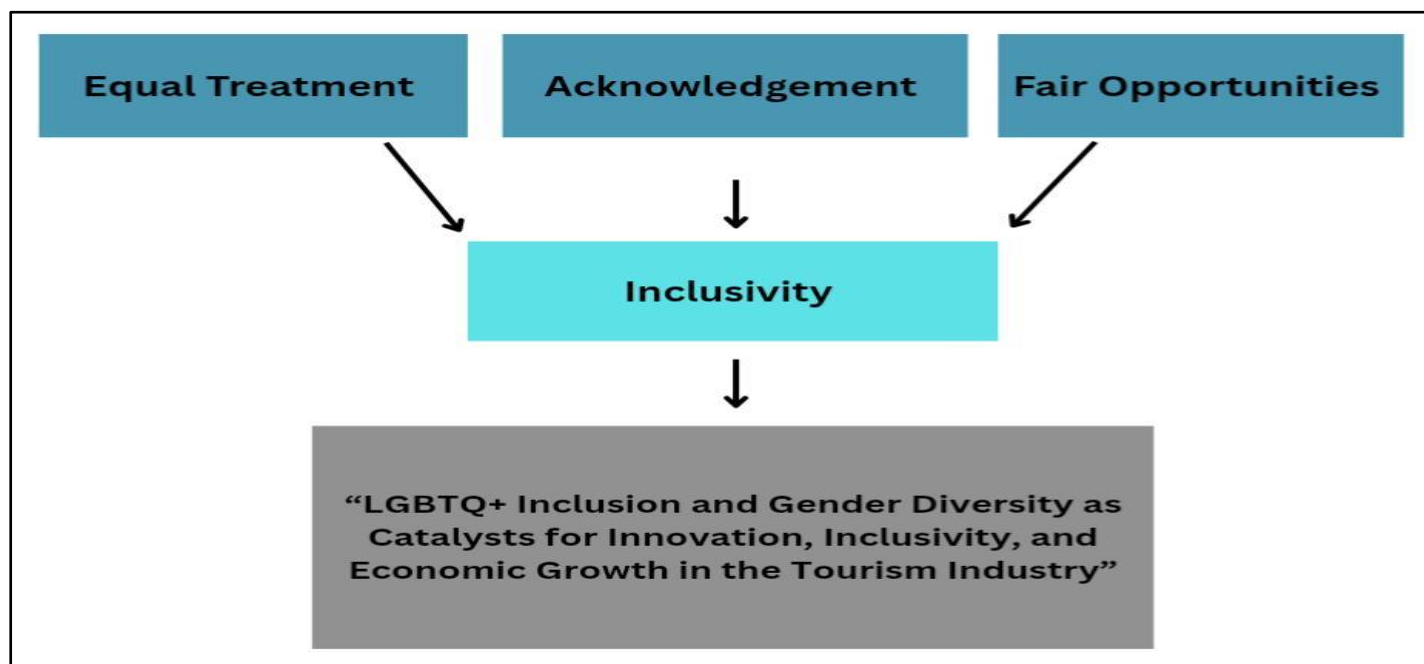 Equal Treatment
Acknowledgement
Fair Opportunities
Inclusivity
“LGBTQ+ Inclusion and Gender Diversity as
Catalysts for Innovation, Inclusivity, and
Economic Growth in the Tourism Industry”